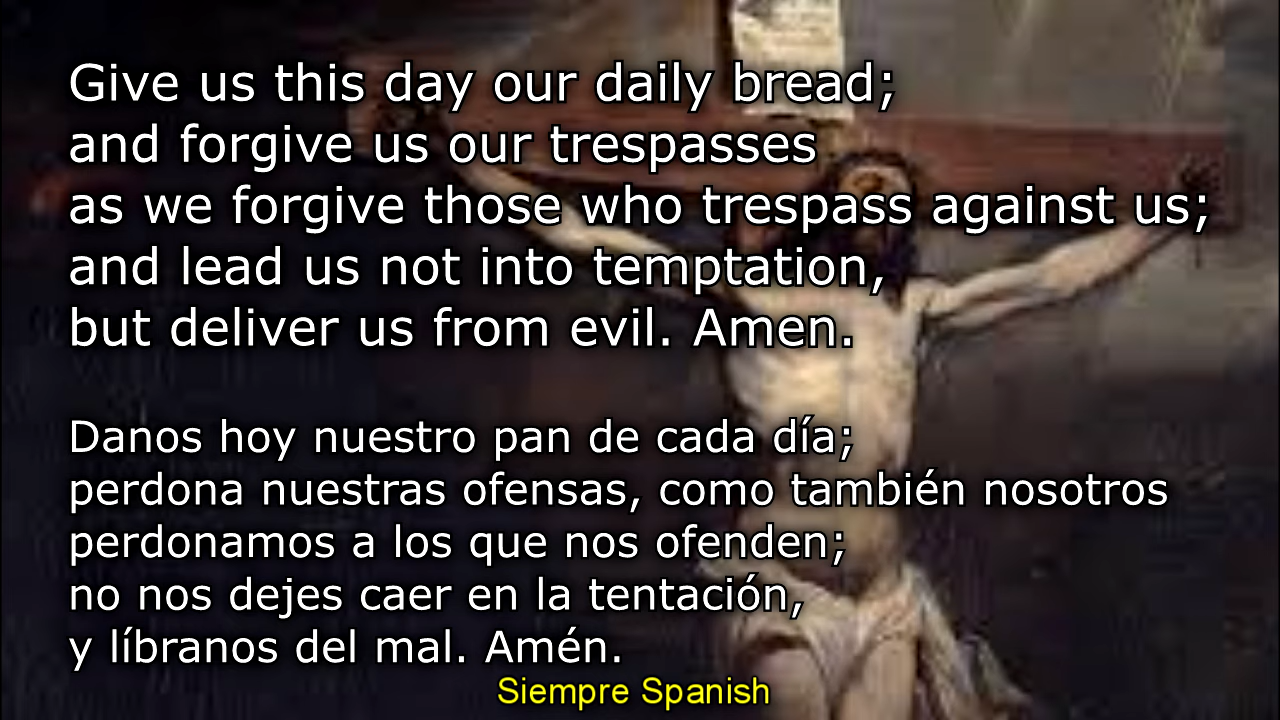 Give us this day our daily bread;
and forgive us our trespasses
as we forgive those who trespass against us;
and lead us not into temptation,
but deliver us from evil. Amen.
Danos hoy nuestro pan de cada día;
perdona nuestras ofensas, como también nosotros
perdonamos a los que nos ofenden;
no nos dejes caer en la tentación,
y líbranos del mal. Amén.
Siempre Spanish